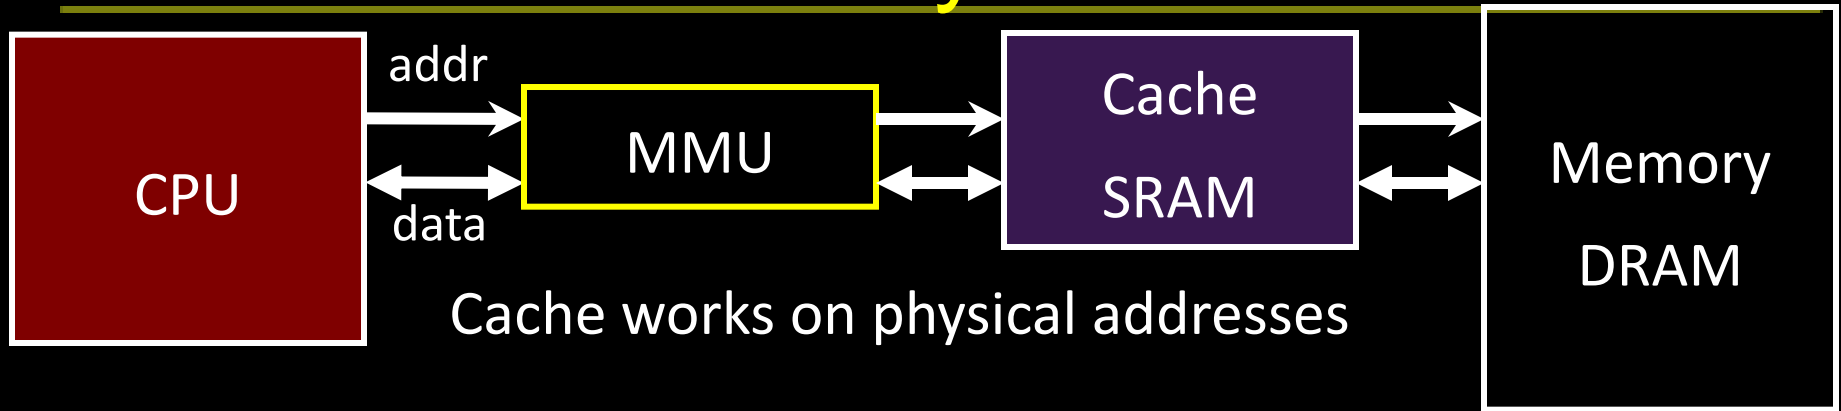 addr
CPU
data
MMU
Cache
SRAM
Memory
DRAM
Cache works on physical addresses